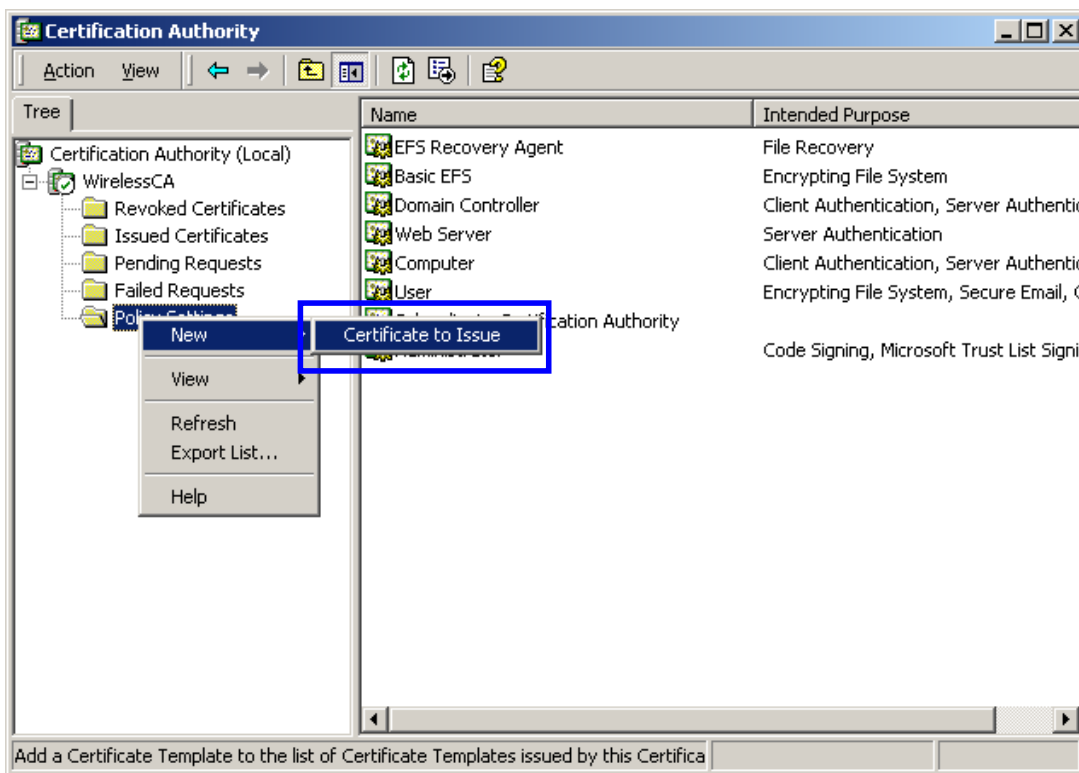 Certification Authority
Action View
Tree
Name Intended Purpose
Certification Authority (Local)
WirelessCA
Revoked Certificates
Issued Certificates
Pending Requests
Failed Requests
EFS Recovery Agent File Recovery
Basic EFS Encrypting File System
Domain Controller Client Authentication, Server Authentic
Web Server Server Authentication
Computer Client Authentication, Server Authentic
User Encrypting File System, Secure Email,
Certification Authority
Code Signing, Microsoft Trust List Signi
New
Certificate to Issue
View
Refresh
Export List...
Help
Add a Certificate Template to the list of Certificate Templates issued by this Certifica